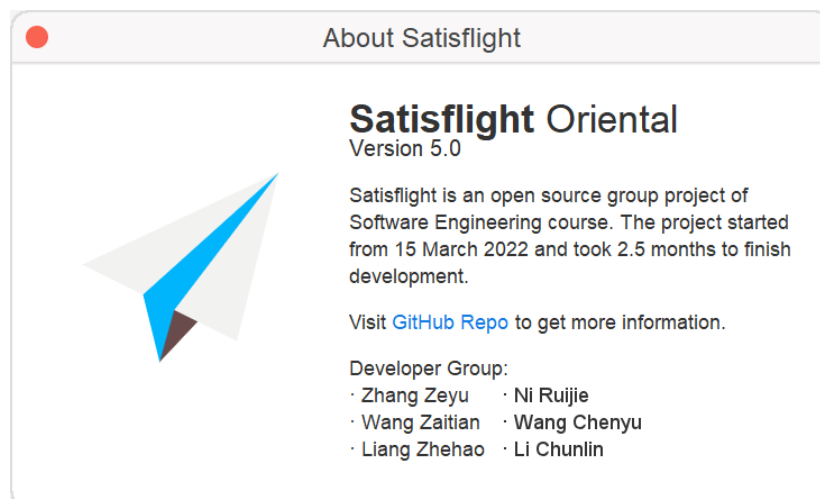 About Satisflight
Satisflight Oriental
Version 5.0
Satisflight is an open source group project of
Software Engineering course. The project started
from 15 March 2022 and took 2.5 months to finish
development.
Visit GitHub Repo to get more information.
Developer Group:
· Zhang Zeyu · Ni Ruijie
· Wang Zaitian · Wang Chenyu
· Liang Zhehao · Li Chunlin